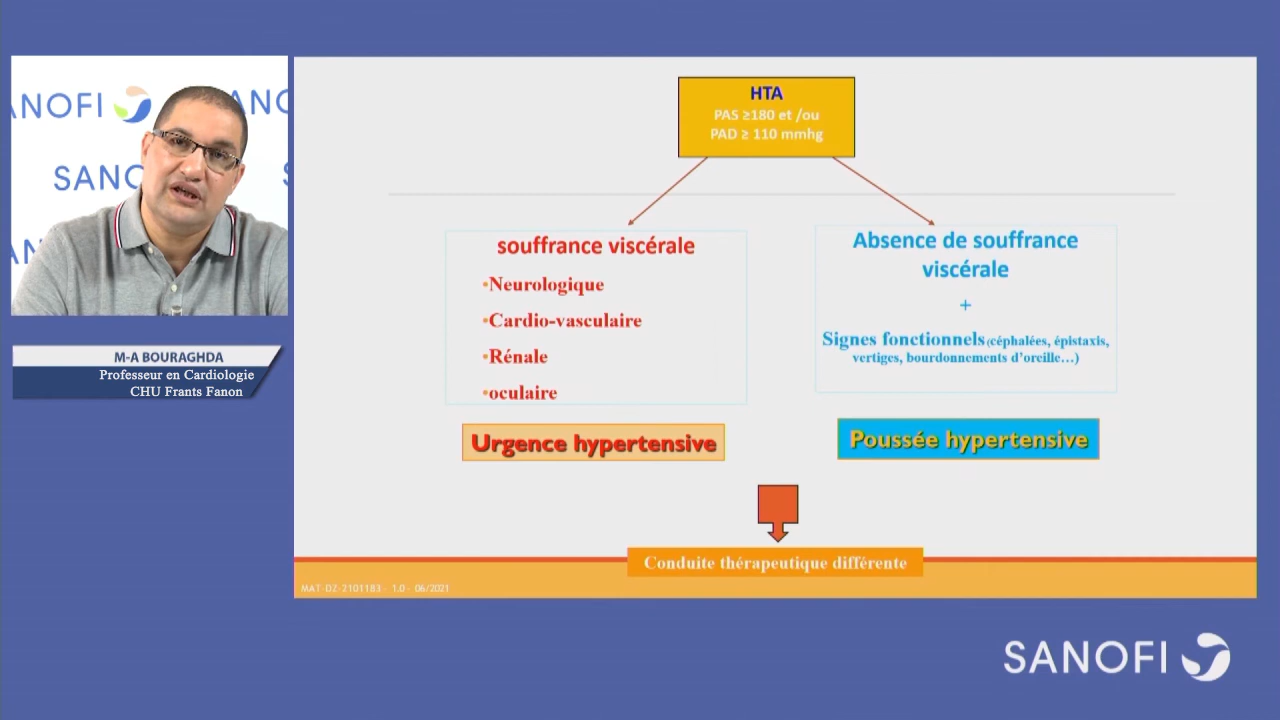 ANOFI
ANO
SANO
S
AN
M-A BOURAGHDA
Professeur en Cardiologie
CHU Frants Fanon
HTA
PAS ≥180 et /ou
PAD ≥ 110 mmhg
souffrance viscérale
•Neurologique
•Cardio-vasculaire
•Rénale
•oculaire
Urgence hypertensive
Absence de souffrance
viscérale
+
Signes fonctionnels (céphalées, épistaxis,
vertiges, bourdonnements d’oreille…)
Poussée hypertensive
Conduite thérapeutique différente
MAT-DZ-2101183 - 1.0 - 06/2021
SANOFI